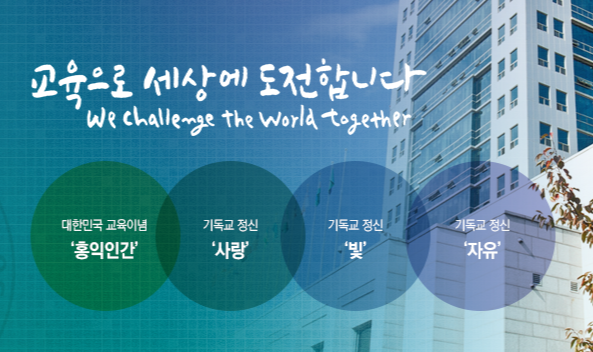 교육으로 세상에 도전합니다
We Challenge the World together
대한민국 교육이념
'홍익인간'
기독교 정신
'사랑'
기독교 정신
'빛'
기독교 정신
'자유'